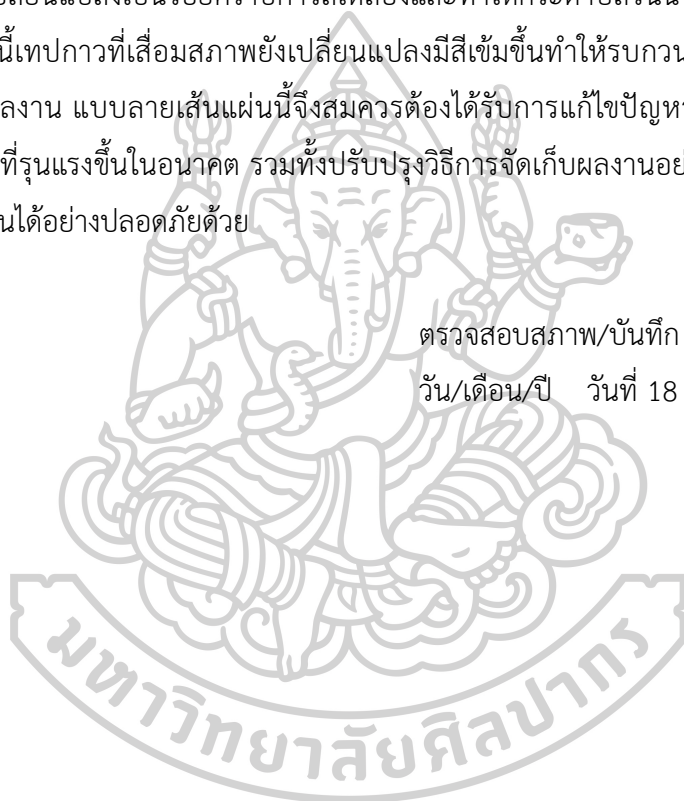 นี้เทปกาวที่เสื่อมสภาพยังเปลี่ยนแปลงมีสีเข้มขึ้นทำให้รบกวน
ลงาน แบบลายเส้นแผ่นนี้จึงสมควรต้องได้รับการแก้ไขปัญหา
ที่รุนแรงขึ้นในอนาคต รวมทั้งปรับปรุงวิธีการจัดเก็บผลงานอย่
นได้อย่างปลอดภัยด้วย
ตรวจสอบสภาพ/บันทึก
วัน/เดือน/ปี วันที่ 18
มหาวิทยาลัยศิลปากร